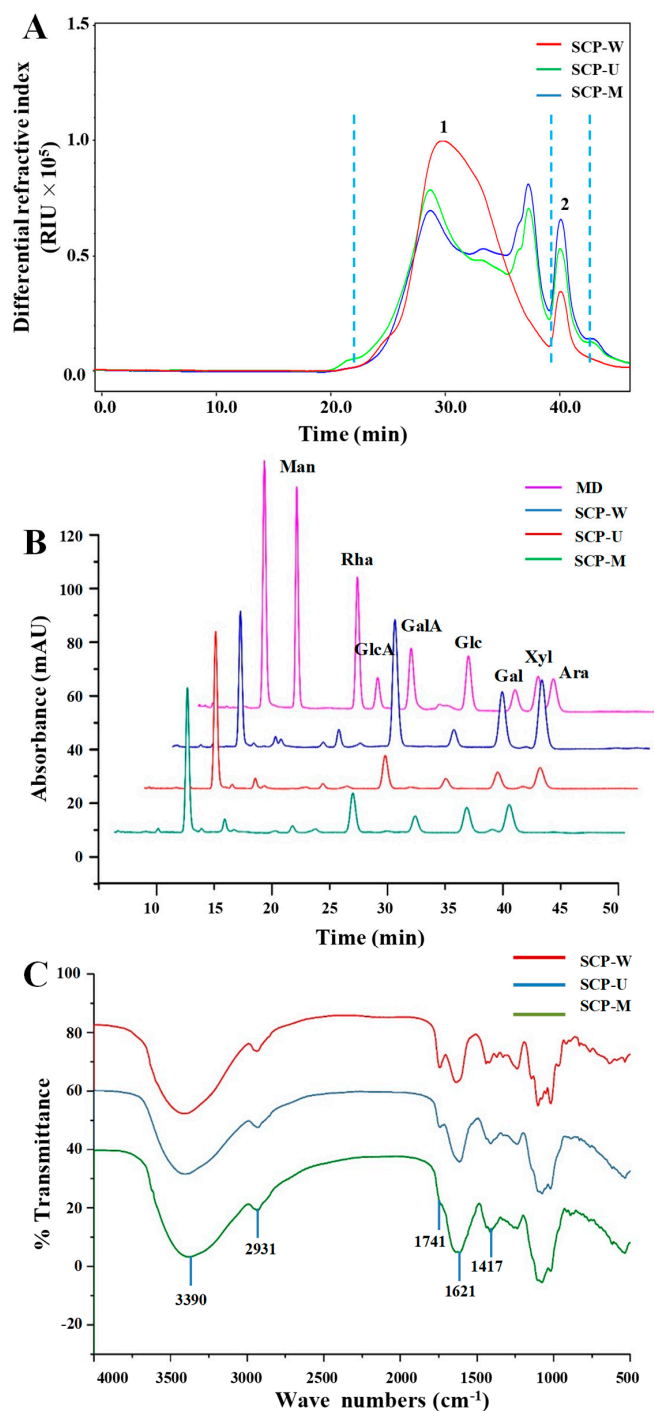 A
Differential refractive index
(RIU × 10⁵)
1.5
1.0
0.5
0.0
SCP-W
SCP-U
SCP-M
1
2
0.0
10.0
20.0
30.0
40.0
Time (min)
B
Absorbance (mAU)
120
100
80
60
40
20
0
MD
SCP-W
SCP-U
SCP-M
Man
Rha
GlcA
GalA
Glc
Gal
Xyl
Ara
10
15
20
25
30
35
40
45
50
Time (min)
C
% Transmittance
100
80
60
40
20
0
-20
SCP-W
SCP-U
SCP-M
3390
2931
1741
1621
1417
4000
3500
3000
2500
2000
1500
1000
500
Wave numbers (cm⁻¹)